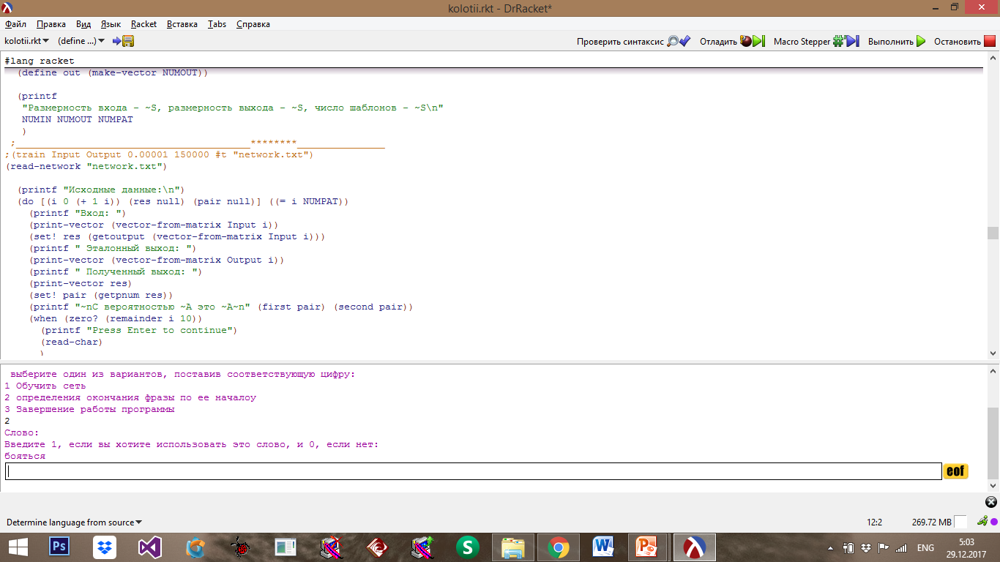 kolotii.rkt - DrRacket*
Файл Правка Вид Язык Racket Вставка Tabs Справка
kolotii.rkt (define ...) Проверить синтаксис Отладить Macro Stepper Выполнить Остановить
#lang racket
(define out (make-vector NUMOUT))
(printf
"Размерность входа - ~S, размерность выхода - ~S, число шаблонов - ~S\n"
NUMIN NUMOUT NUMPAT
)
;________________________________________********_______________
;(train Input Output 0.00001 150000 #t "network.txt")
(read-network "network.txt")
(printf "Исходные данные:\n")
(do [(i 0 (+ 1 i)) (res null) (pair null)] ((= i NUMPAT))
(printf "Вход: ")
(print-vector (vector-from-matrix Input i))
(set! res (getoutput (vector-from-matrix Input i)))
(printf " Эталонный выход: ")
(print-vector (vector-from-matrix Output i))
(printf " Полученный выход: ")
(print-vector res)
(set! pair (getpnum res))
(printf "~nС вероятностью ~A это ~A~n" (first pair) (second pair))
(when (zero? (remainder i 10))
(printf "Press Enter to continue")
(read-char)
)
выберите один из вариантов, поставив соответствующую цифру:
1 Обучить сеть
2 определения окончания фразы по ее началоу
3 Завершение работы программы
2
Слово:
Введите 1, если вы хотите использовать это слово, и 0, если нет:
бояться
eof
Determine language from source 12:2 269.72 MB
Ps S W P ENG 5:03
29.12.2017